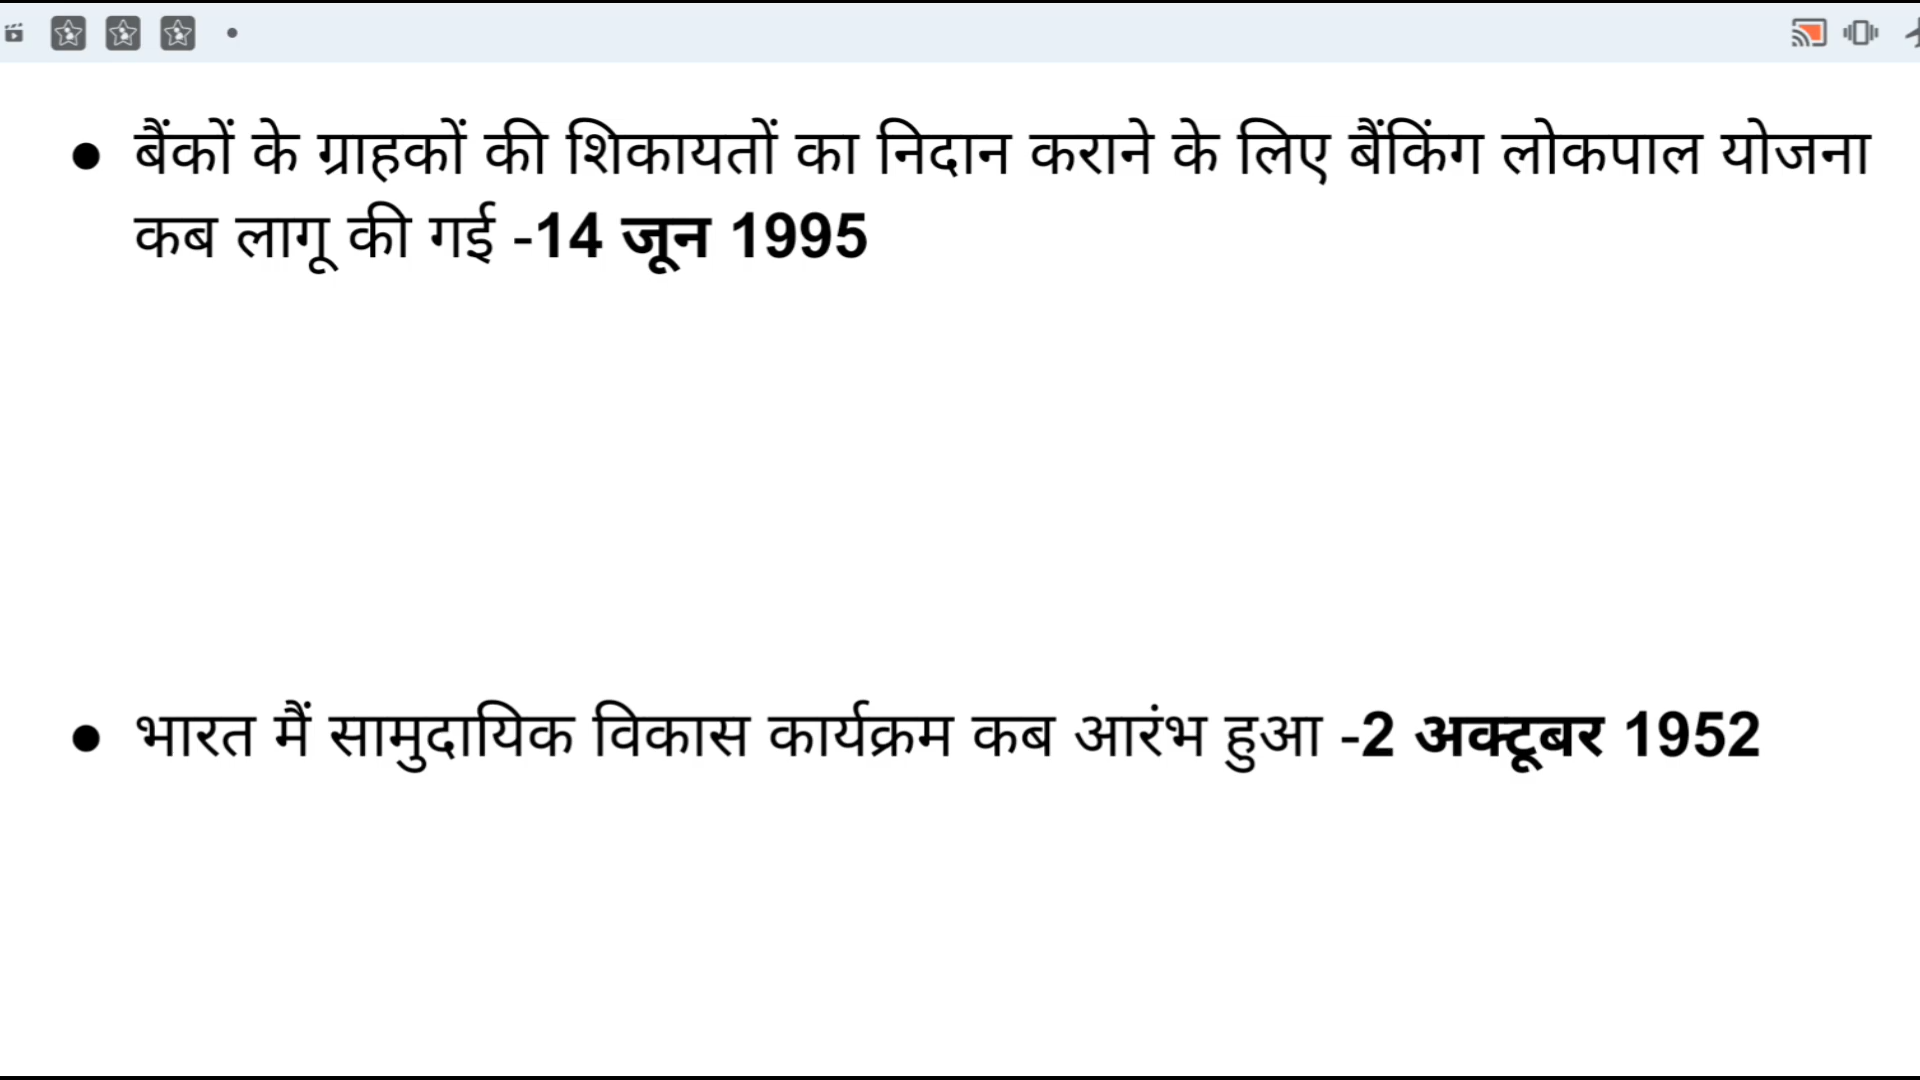 ● बैंकों के ग्राहकों की शिकायतों का निदान कराने के लिए बैंकिंग लोकपाल योजना
कब लागू की गई -14 जून 1995
● भारत मैं सामुदायिक विकास कार्यक्रम कब आरंभ हुआ -2 अक्टूबर 1952